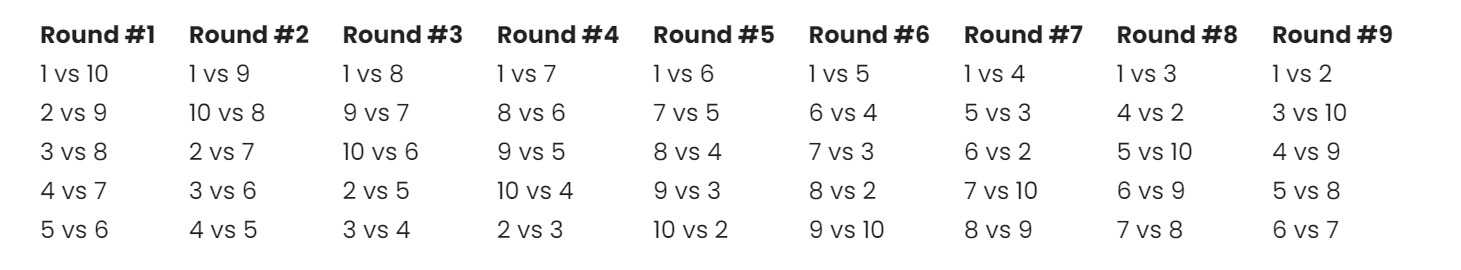 Round #1 Round #2 Round #3 Round #4 Round #5 Round #6 Round #7 Round #8 Round #9
1 vs 10 1 vs 9 1 vs 8 1 vs 7 1 vs 6 1 vs 5 1 vs 4 1 vs 3 1 vs 2
2 vs 9 10 vs 8 9 vs 7 8 vs 6 7 vs 5 6 vs 4 5 vs 3 4 vs 2 3 vs 10
3 vs 8 2 vs 7 10 vs 6 9 vs 5 8 vs 4 7 vs 3 6 vs 2 5 vs 10 4 vs 9
4 vs 7 3 vs 6 2 vs 5 10 vs 4 9 vs 3 8 vs 2 7 vs 10 6 vs 9 5 vs 8
5 vs 6 4 vs 5 3 vs 4 2 vs 3 10 vs 2 9 vs 10 8 vs 9 7 vs 8 6 vs 7